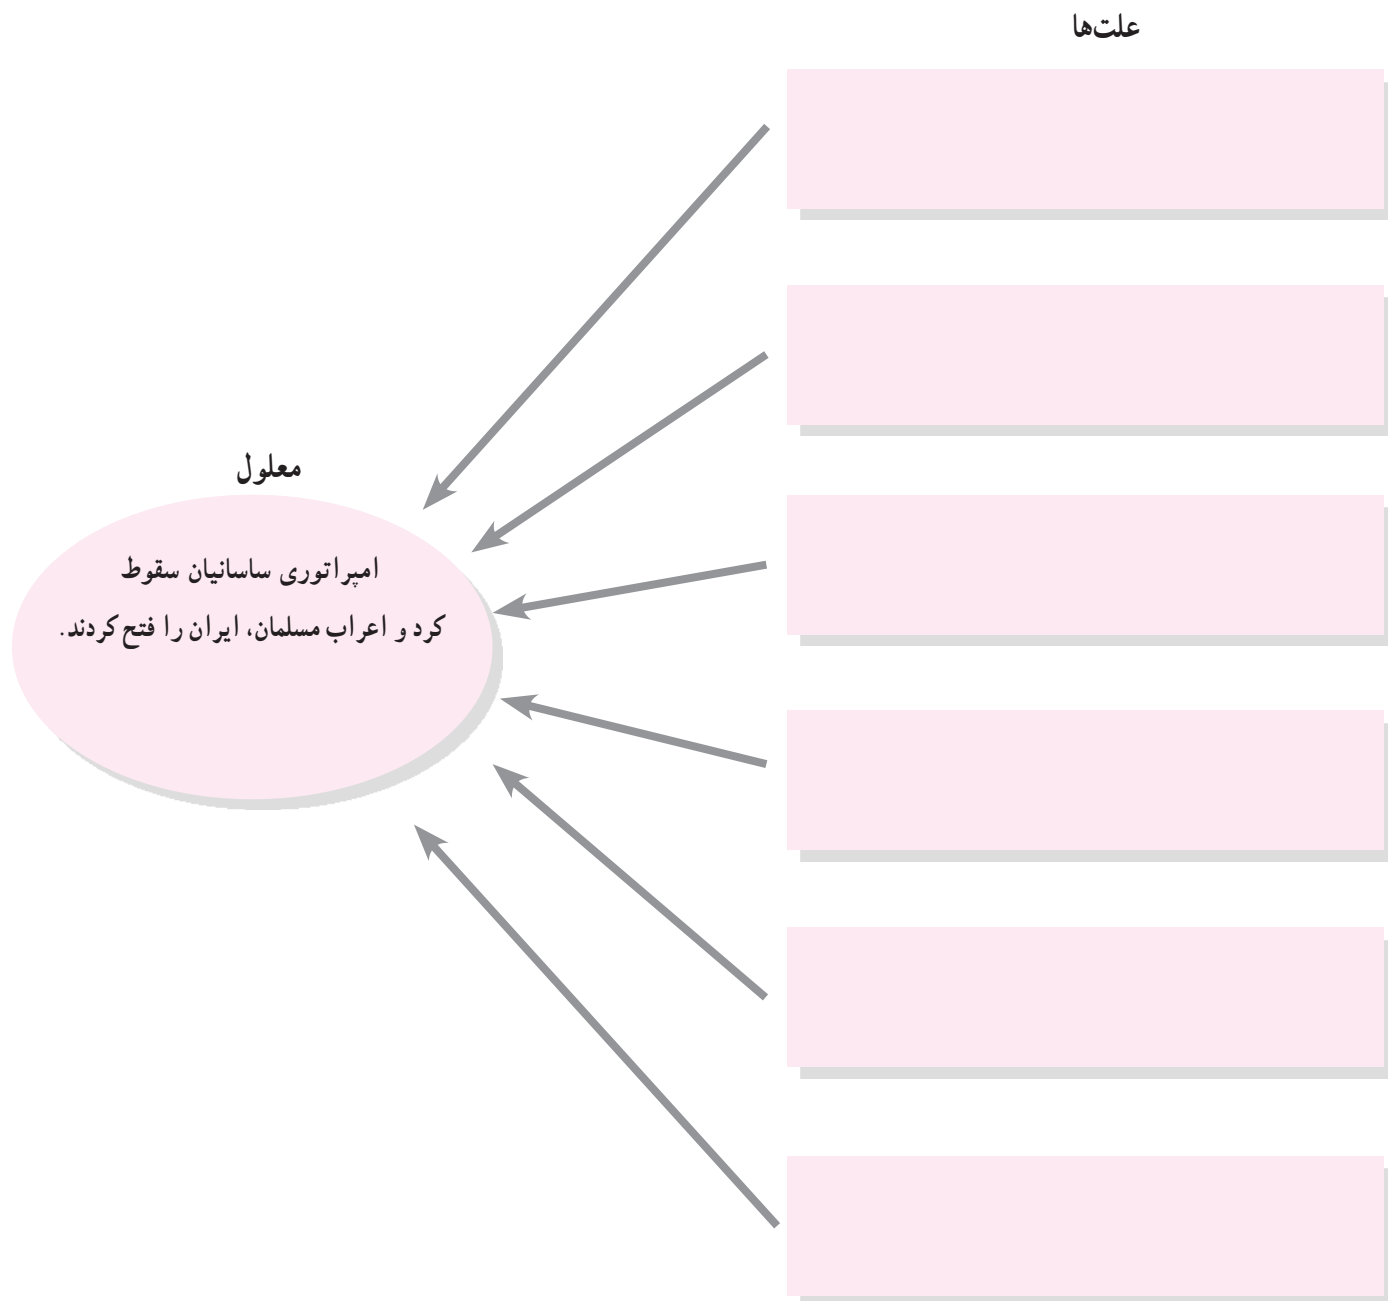 علت‌ها
معلول
امپراتوری ساسانیان سقوط
کرد و اعراب مسلمان، ایران را فتح کردند.